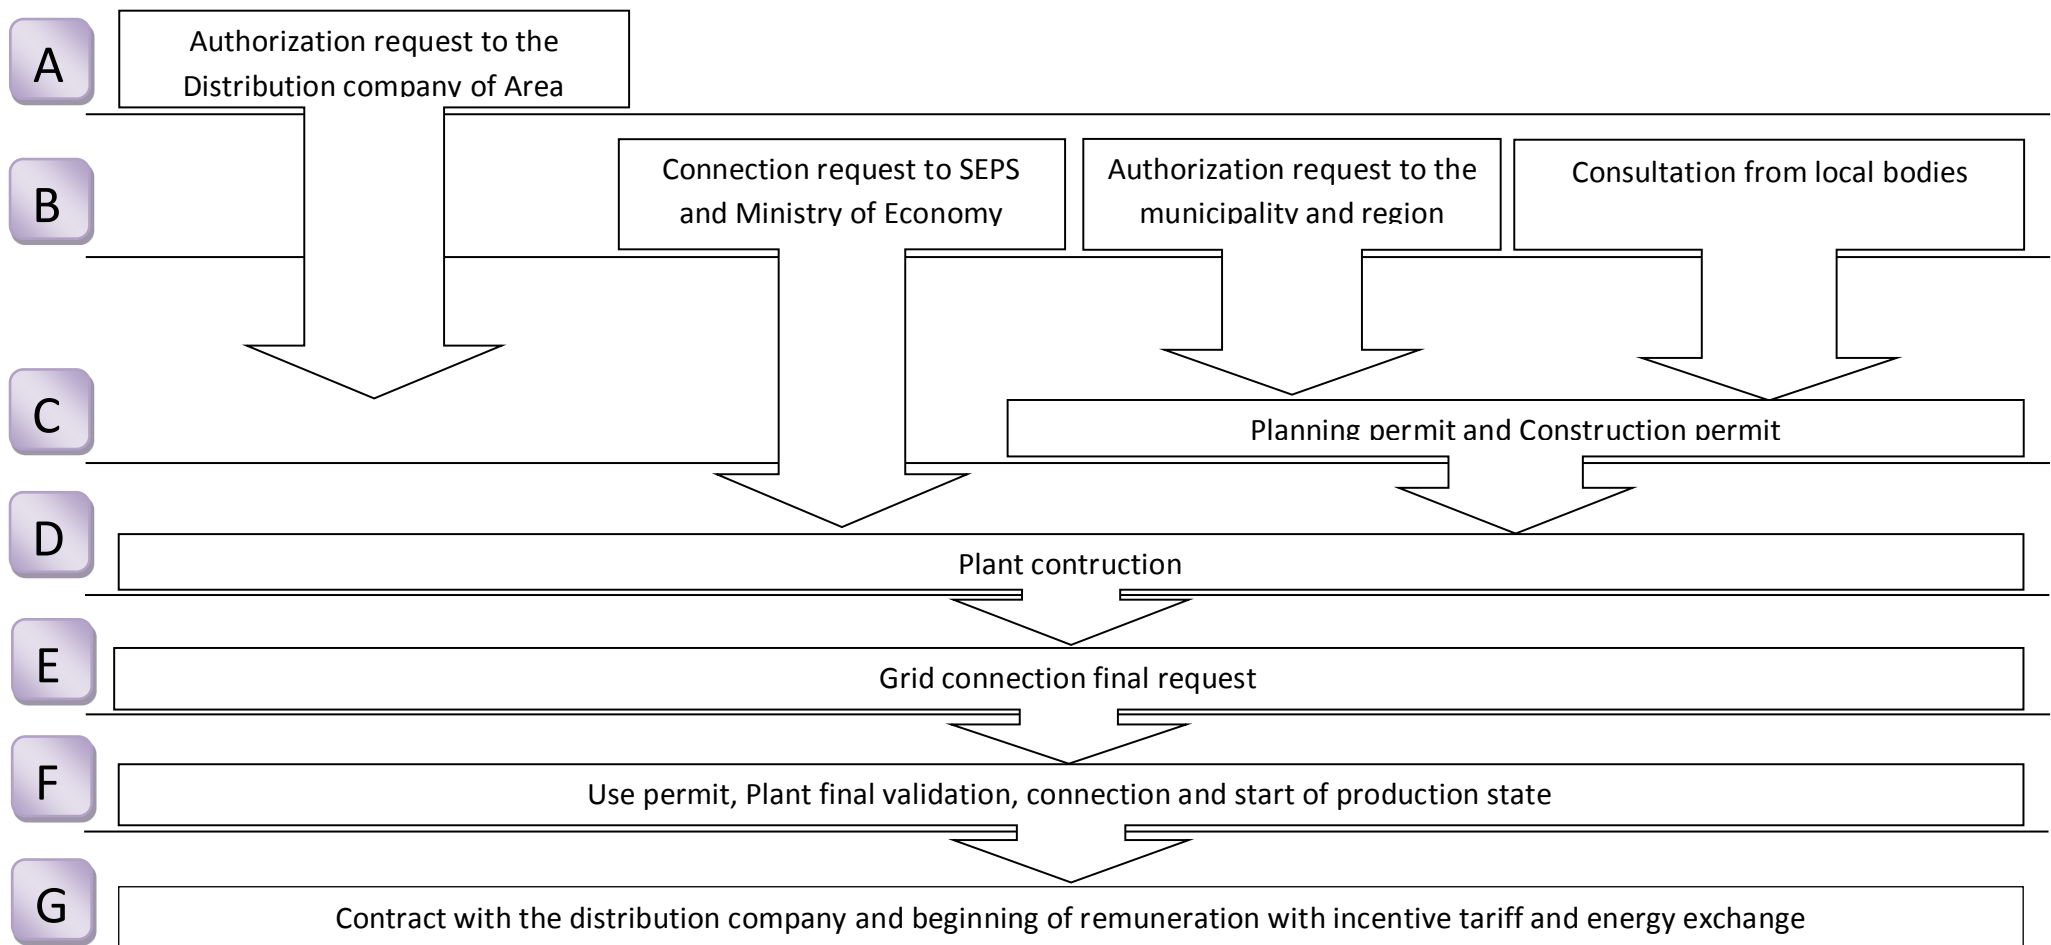 A
Authorization request to the
Distribution company of Area
B
Connection request to SEPS
and Ministry of Economy
Authorization request to the
municipality and region
Consultation from local bodies
C
Planning permit and Construction permit
D
Plant contruction
E
Grid connection final request
F
Use permit, Plant final validation, connection and start of production state
G
Contract with the distribution company and beginning of remuneration with incentive tariff and energy exchange